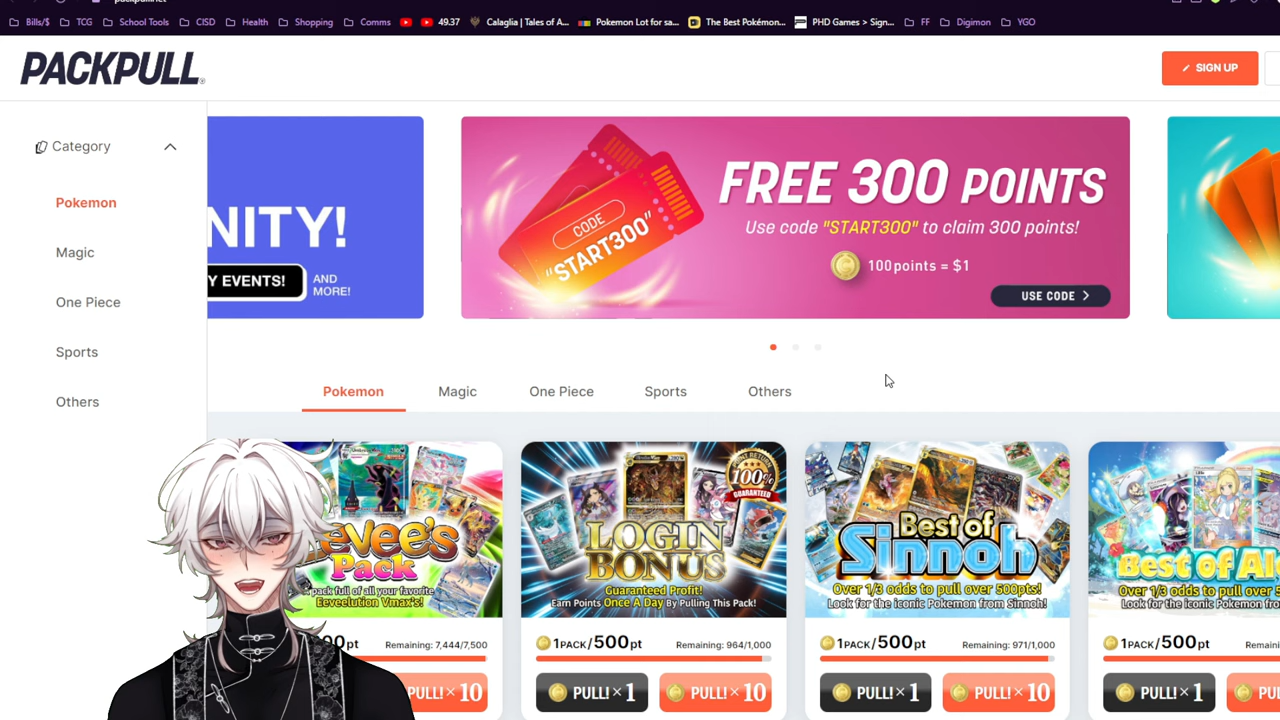 Bills/$ TCG School Tools CISD Health Shopping Comms 49.37 Calaglia | Tales of A... Pokemon Lot for sa... The Best Pokémon... PHD Games > Sign... FF Digimon YGO
PACKPULL
SIGN UP
Category
Pokemon
Magic
One Piece
Sports
Others
NITY!
Y EVENTS!
AND
MORE!
CODE
"START300"
FREE 300 POINTS
Use code "START300" to claim 300 points!
100points = $1
USE CODE
Pokemon Magic One Piece Sports Others
evee's
Pack
pack full of all your favorite
Eeveelution Vmax's!
Remaining: 7,444/7,500
PULL! × 10
100%
LOGIN
BONUS
Guaranteed Profit!
Earn Points Once A Day By Pulling This Pack!
1PACK/500pt Remaining: 964/1,000
PULL! × 1 PULL! × 10
Best of
Sinnoh
Over 1/3 odds to pull over 500pts!
Look for the iconic Pokemon from Sinnoh!
1PACK/500pt Remaining: 971/1,000
PULL! × 1 PULL! × 10
Best of Al
Over 1/3 odds to pull over 5
Look for the iconic Pokemon
1PACK/500pt
PULL! × 1